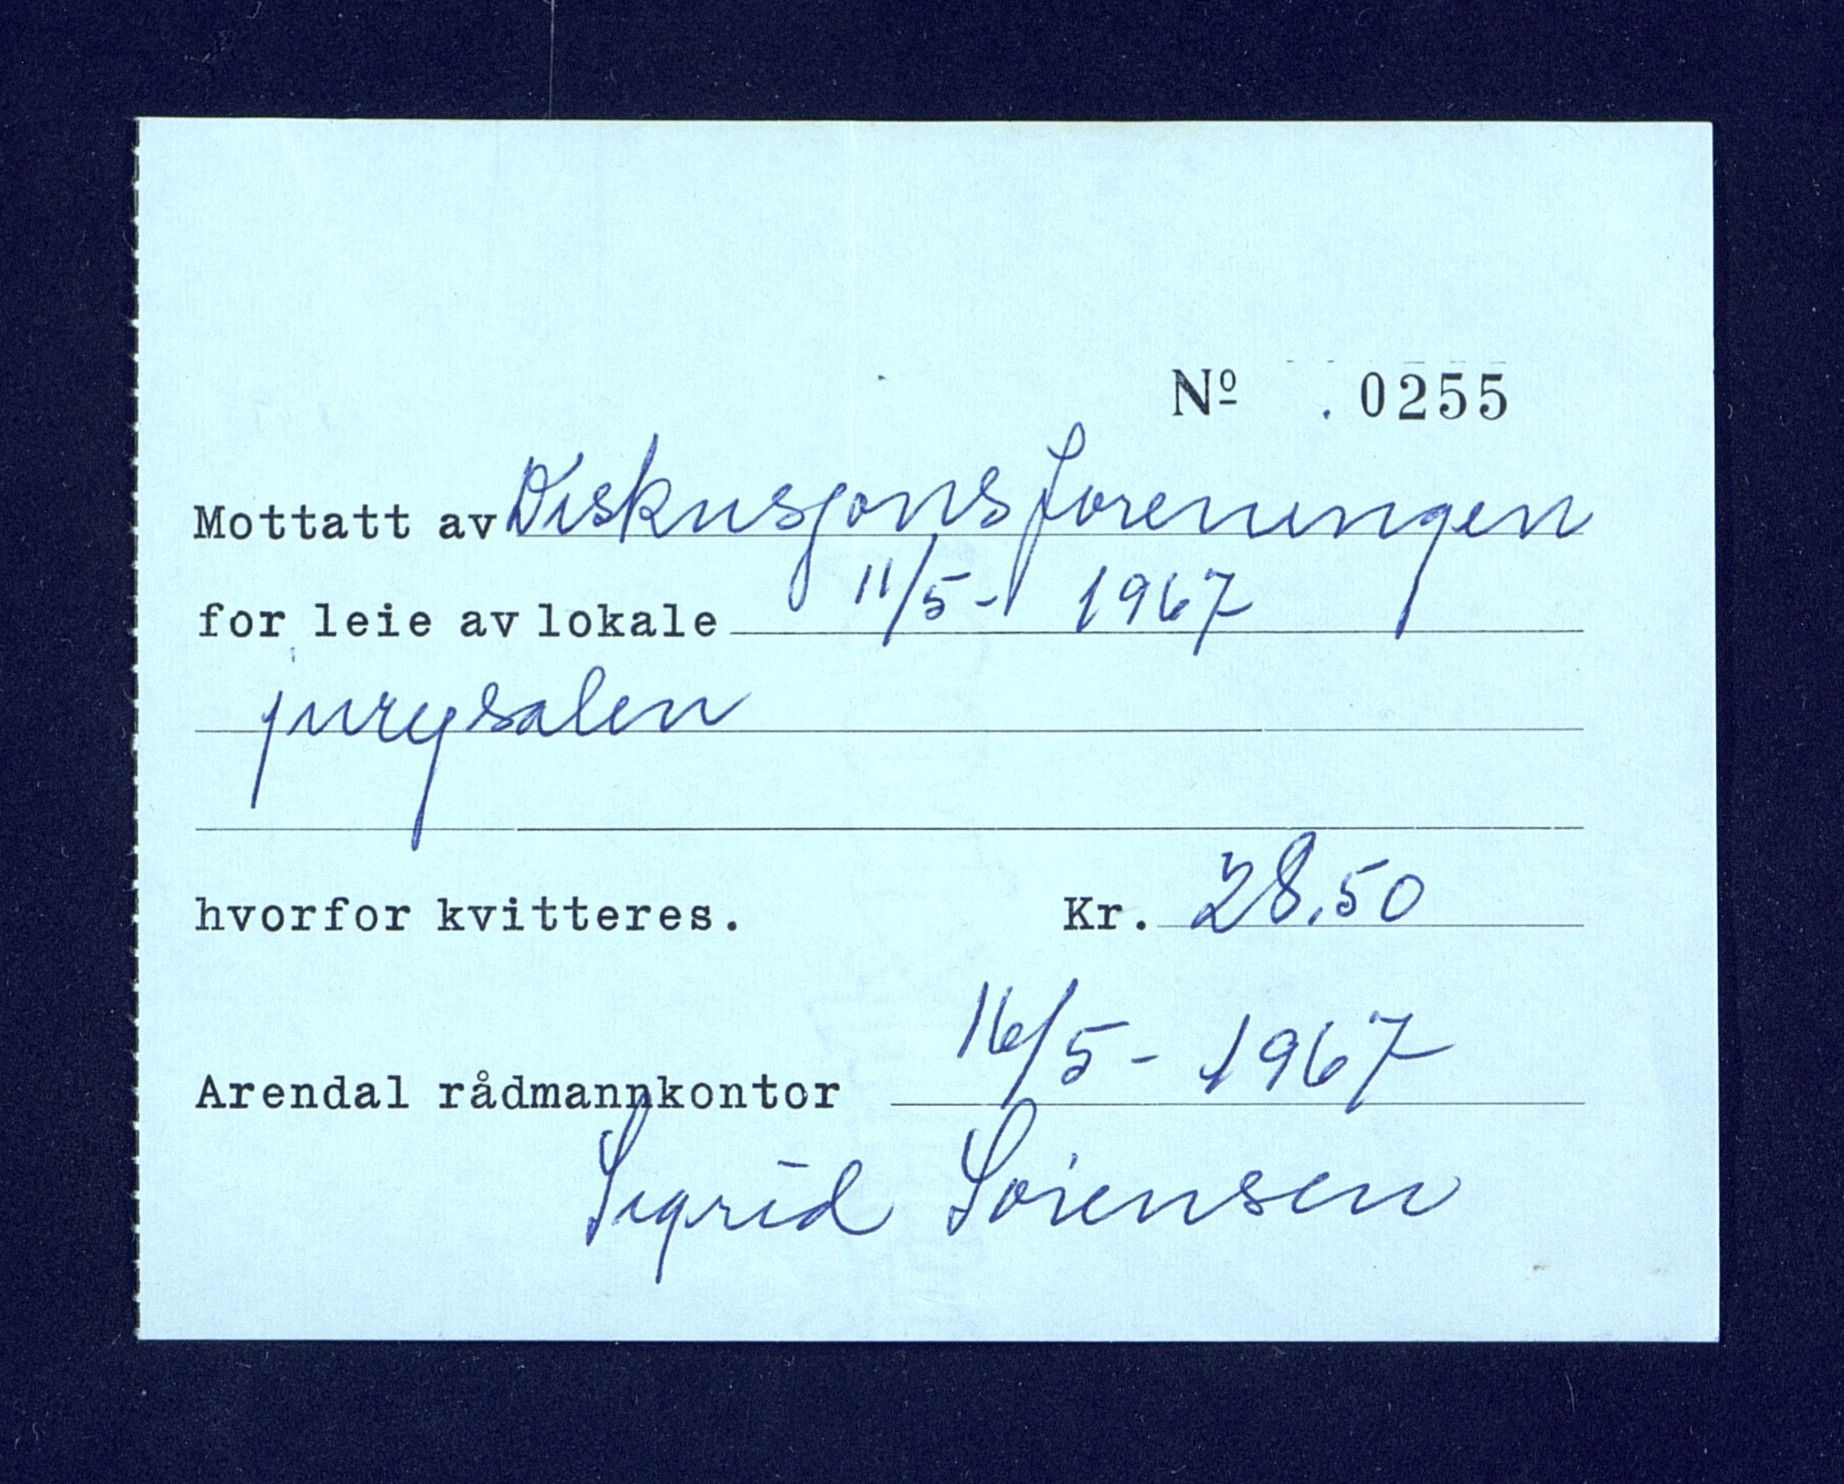 Nº 0255
Mottatt av Diskusjonsforeningen
for leie av lokale 11/5 - 1967
jurysalen
hvorfor kvitteres. Kr. 28.50
Arendal rådmannkontor 16/5 - 1967
Sigrid Sørensen